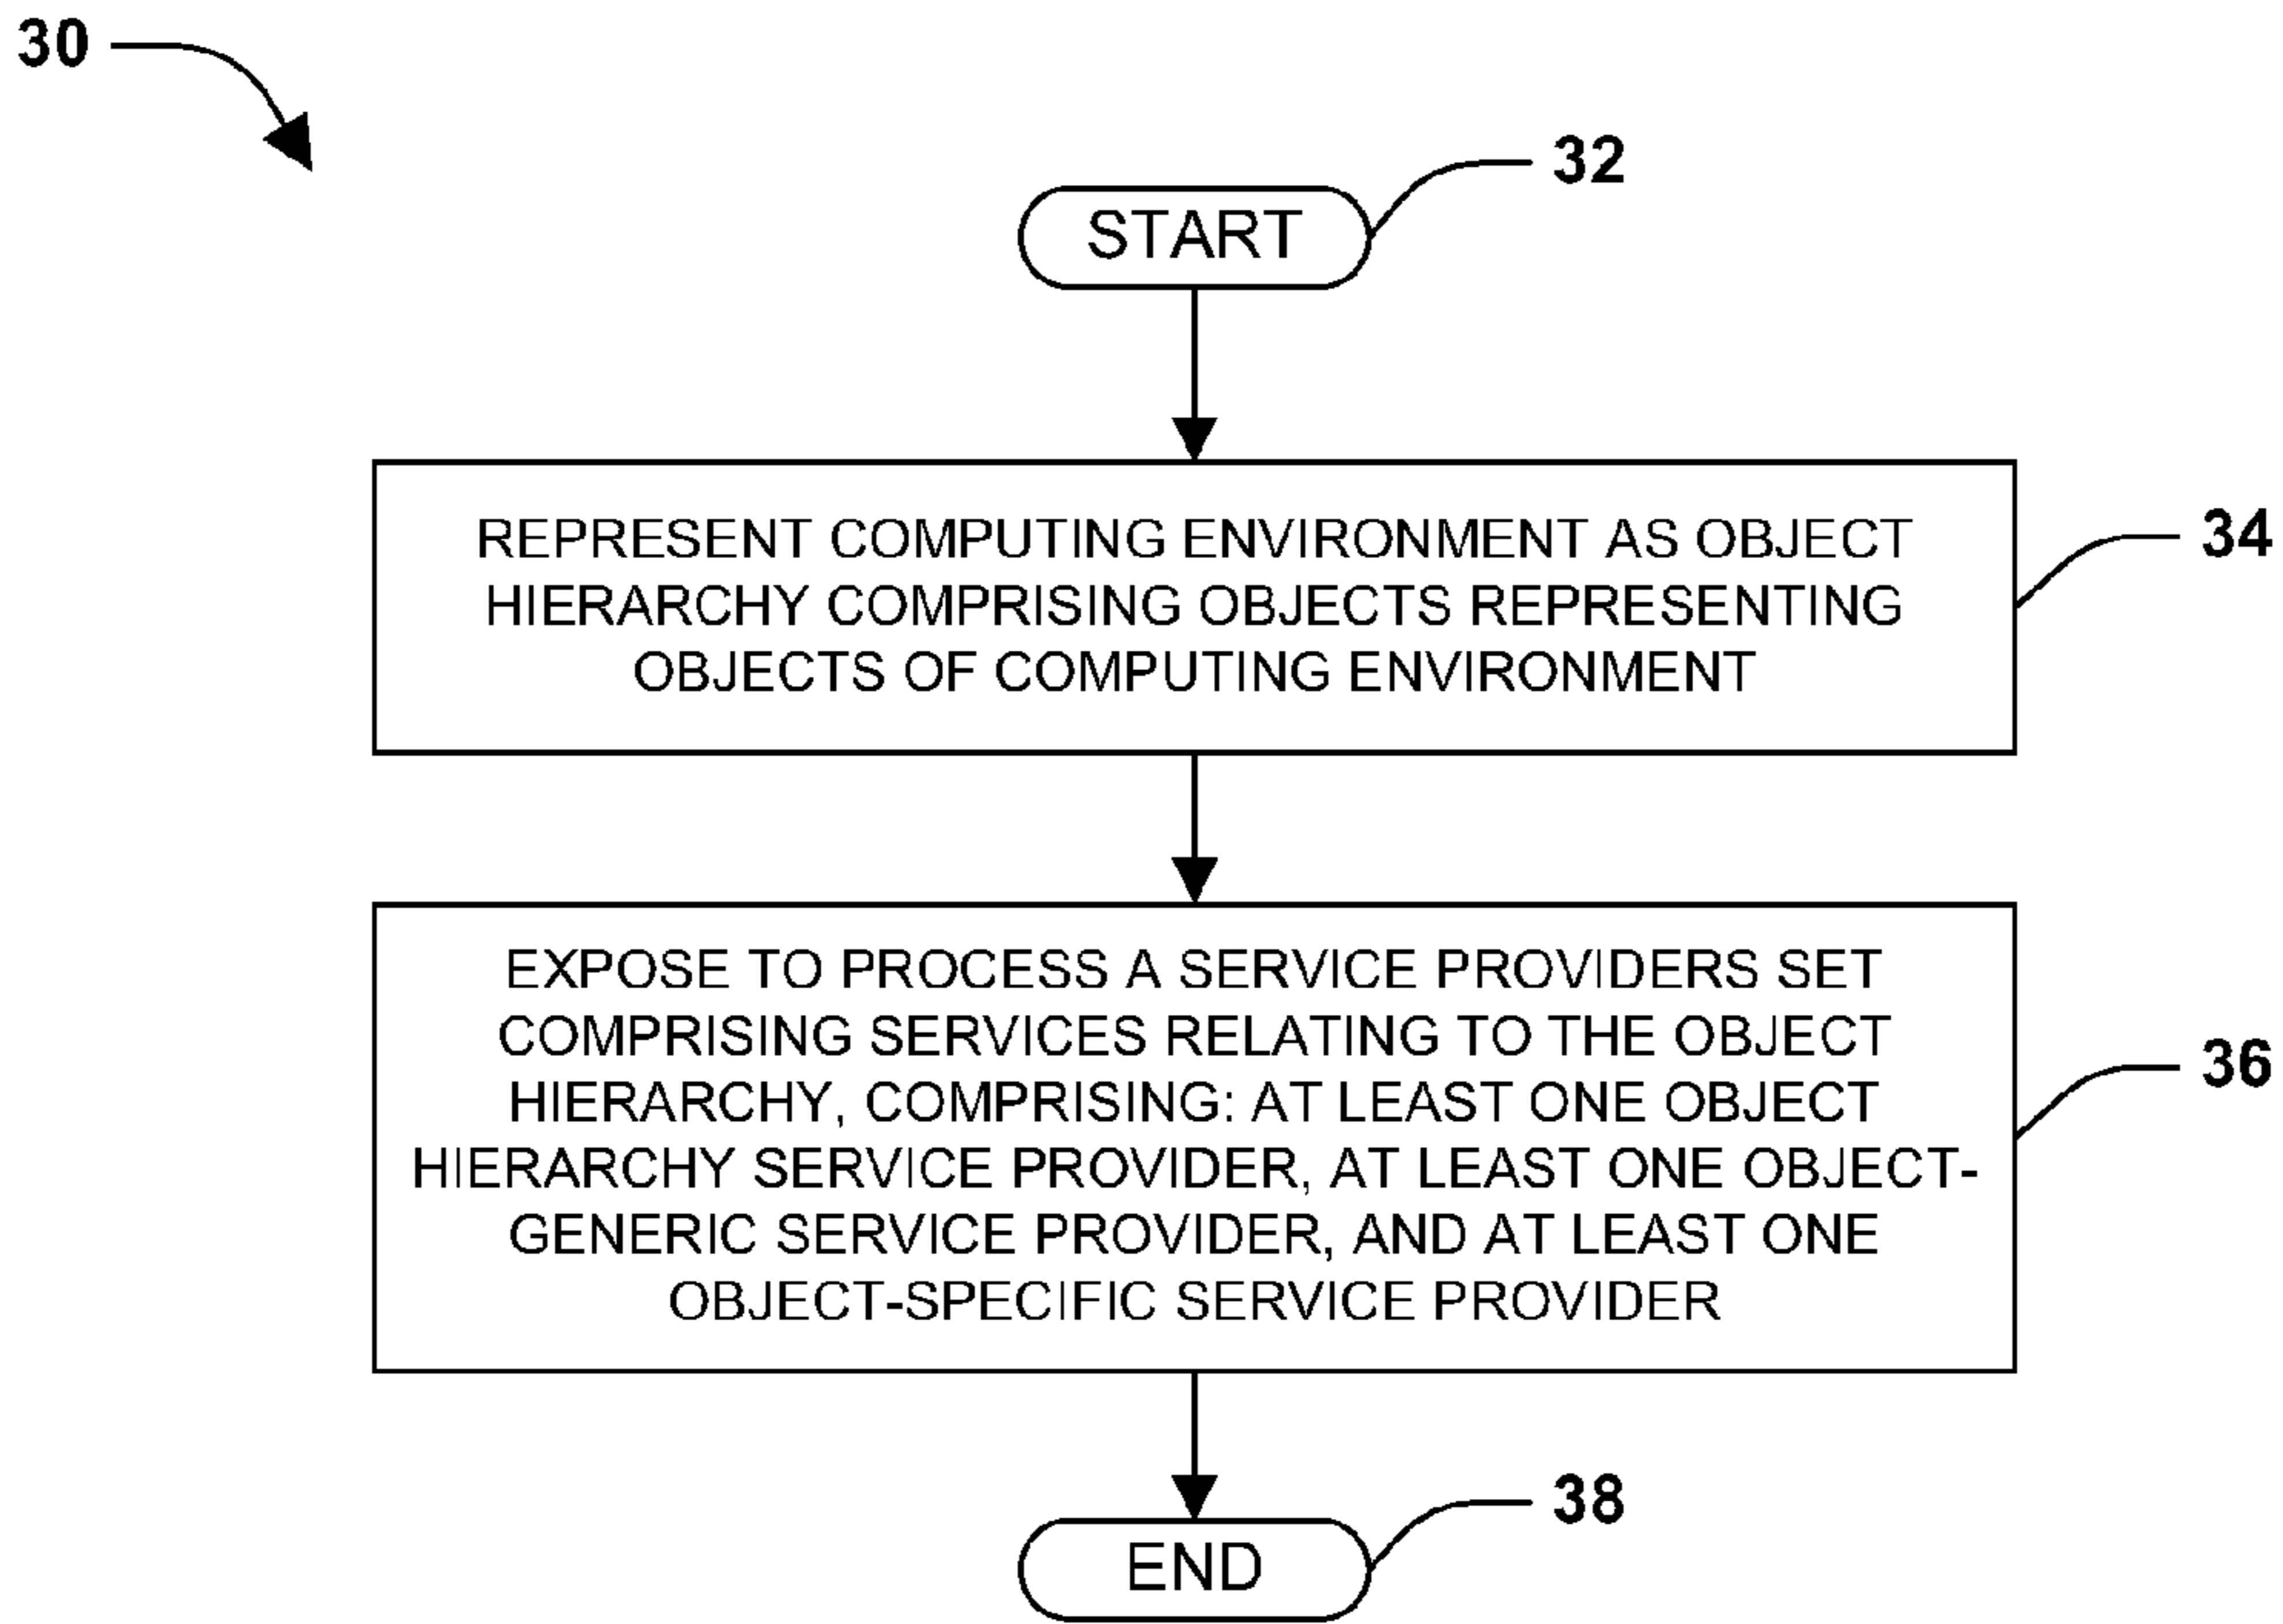 30
32
START
REPRESENT COMPUTING ENVIRONMENT AS OBJECT
HIERARCHY COMPRISING OBJECTS REPRESENTING
OBJECTS OF COMPUTING ENVIRONMENT
34
EXPOSE TO PROCESS A SERVICE PROVIDERS SET
COMPRISING SERVICES RELATING TO THE OBJECT
HIERARCHY, COMPRISING: AT LEAST ONE OBJECT
HIERARCHY SERVICE PROVIDER, AT LEAST ONE OBJECT-
GENERIC SERVICE PROVIDER, AND AT LEAST ONE
OBJECT-SPECIFIC SERVICE PROVIDER
36
38
END